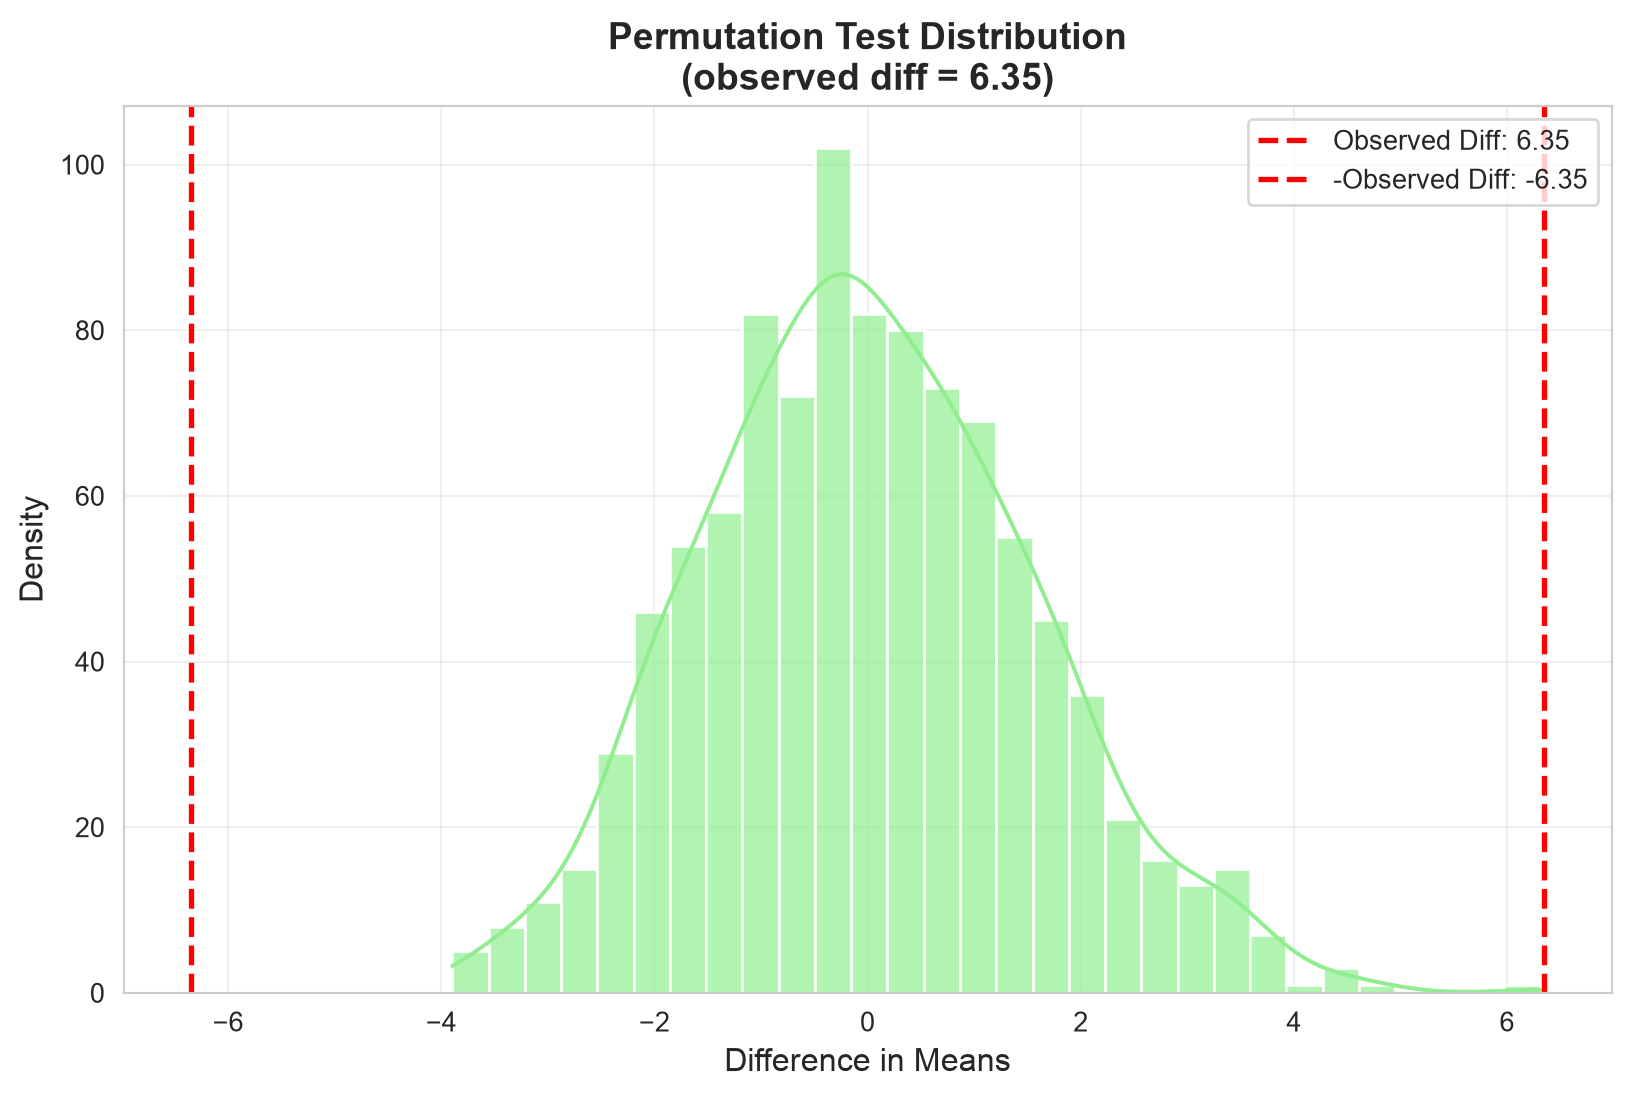 Permutation Test Distribution
(observed diff = 6.35)
Observed Diff: 6.35
-Observed Diff: -6.35
Density
100
80
60
40
20
0
−6
−4
−2
0
2
4
6
Difference in Means